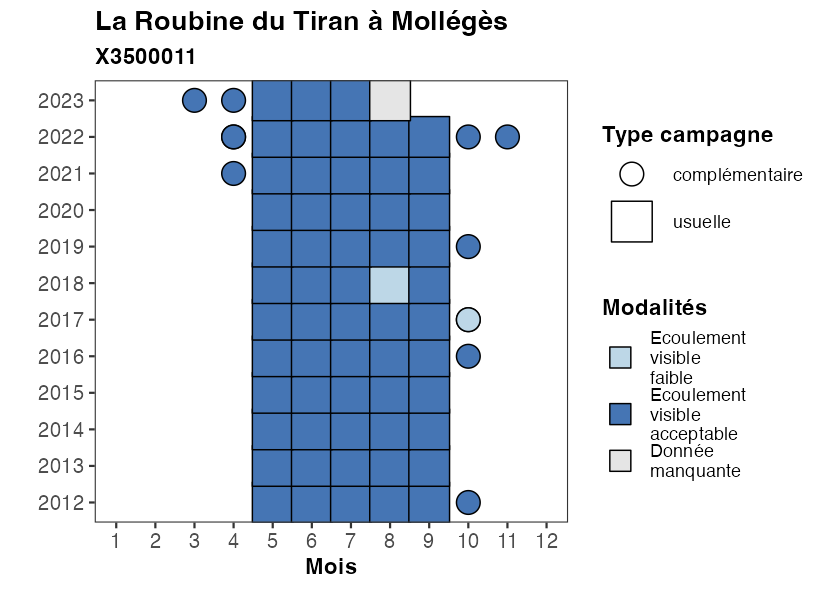 La Roubine du Tiran à Mollégès
X3500011
2023
2022
2021
2020
2019
2018
2017
2016
2015
2014
2013
2012
1 2 3 4 5 6 7 8 9 10 11 12
Mois
Type campagne
complémentaire
usuelle
Modalités
Ecoulement
visible
faible
Ecoulement
visible
acceptable
Donnée
manquante